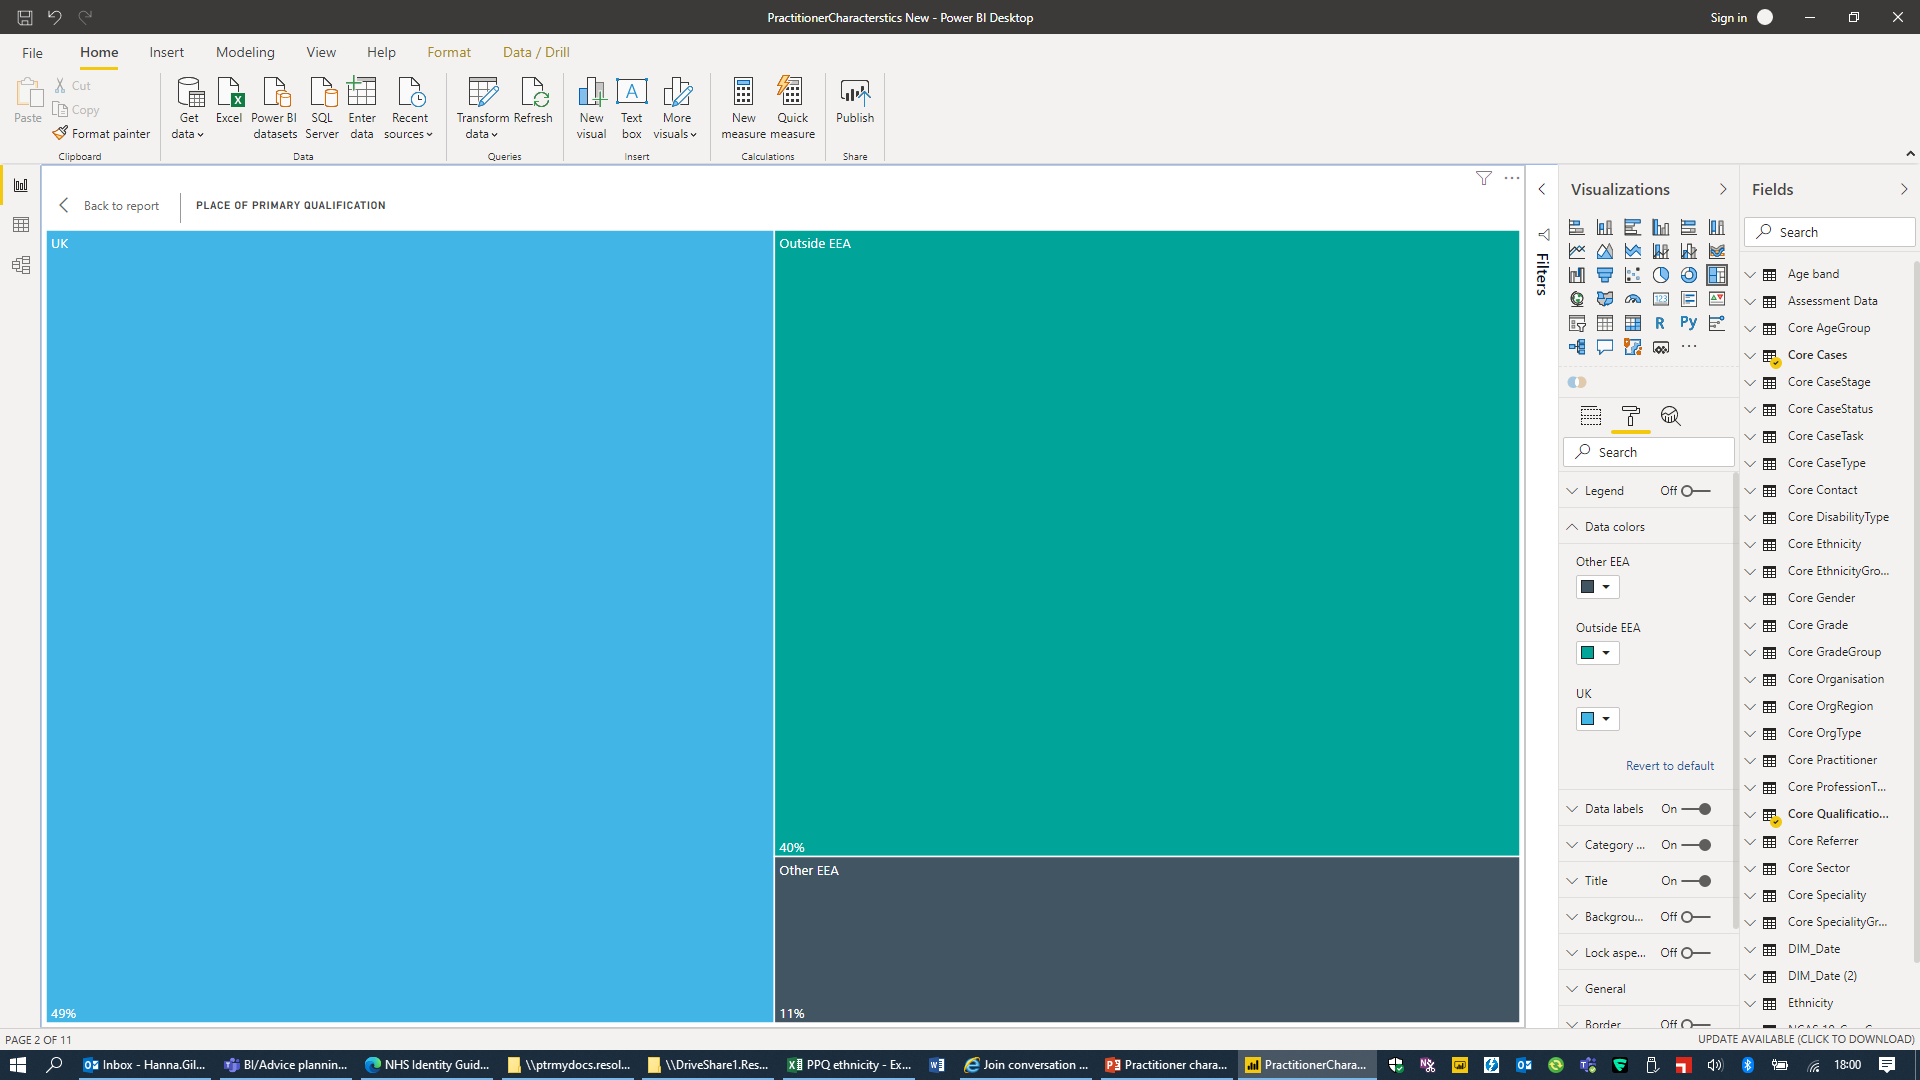 PractitionerCharacterstics New - Power BI Desktop
Sign in
File
Home
Insert
Modeling
View
Help
Format
Data / Drill
Paste
Cut
Copy
Format painter
Clipboard
Get data
Excel
Power BI datasets
SQL Server
Enter data
Recent sources
Data
Transform data
Refresh
Queries
New visual
Text box
More visuals
Insert
New measure
Quick measure
Calculations
Publish
Share
Back to report
PLACE OF PRIMARY QUALIFICATION
UK
49%
Outside EEA
40%
Other EEA
11%
Filters
Visualizations
R
Py
123
Search
Legend Off
Data colors
Other EEA
Outside EEA
UK
Revert to default
Data labels On
Category ... On
Title On
Backgrou... Off
Lock aspe... Off
General
Border Off
Fields
Search
Age band
Assessment Data
Core AgeGroup
Core Cases
Core CaseStage
Core CaseStatus
Core CaseTask
Core CaseType
Core Contact
Core DisabilityType
Core Ethnicity
Core EthnicityGro...
Core Gender
Core Grade
Core GradeGroup
Core Organisation
Core OrgRegion
Core OrgType
Core Practitioner
Core ProfessionT...
Core Qualificatio...
Core Referrer
Core Sector
Core Speciality
Core SpecialityGr...
DIM_Date
DIM_Date (2)
Ethnicity
PAGE 2 OF 11
UPDATE AVAILABLE (CLICK TO DOWNLOAD)
Inbox - Hanna.Gil...
BI/Advice plannin...
NHS Identity Guid...
\\ptrmydocs.resol...
\\DriveShare1.Res...
PPQ ethnicity - Ex...
Join conversation ...
Practitioner chara...
PractitionerChara...
18:00